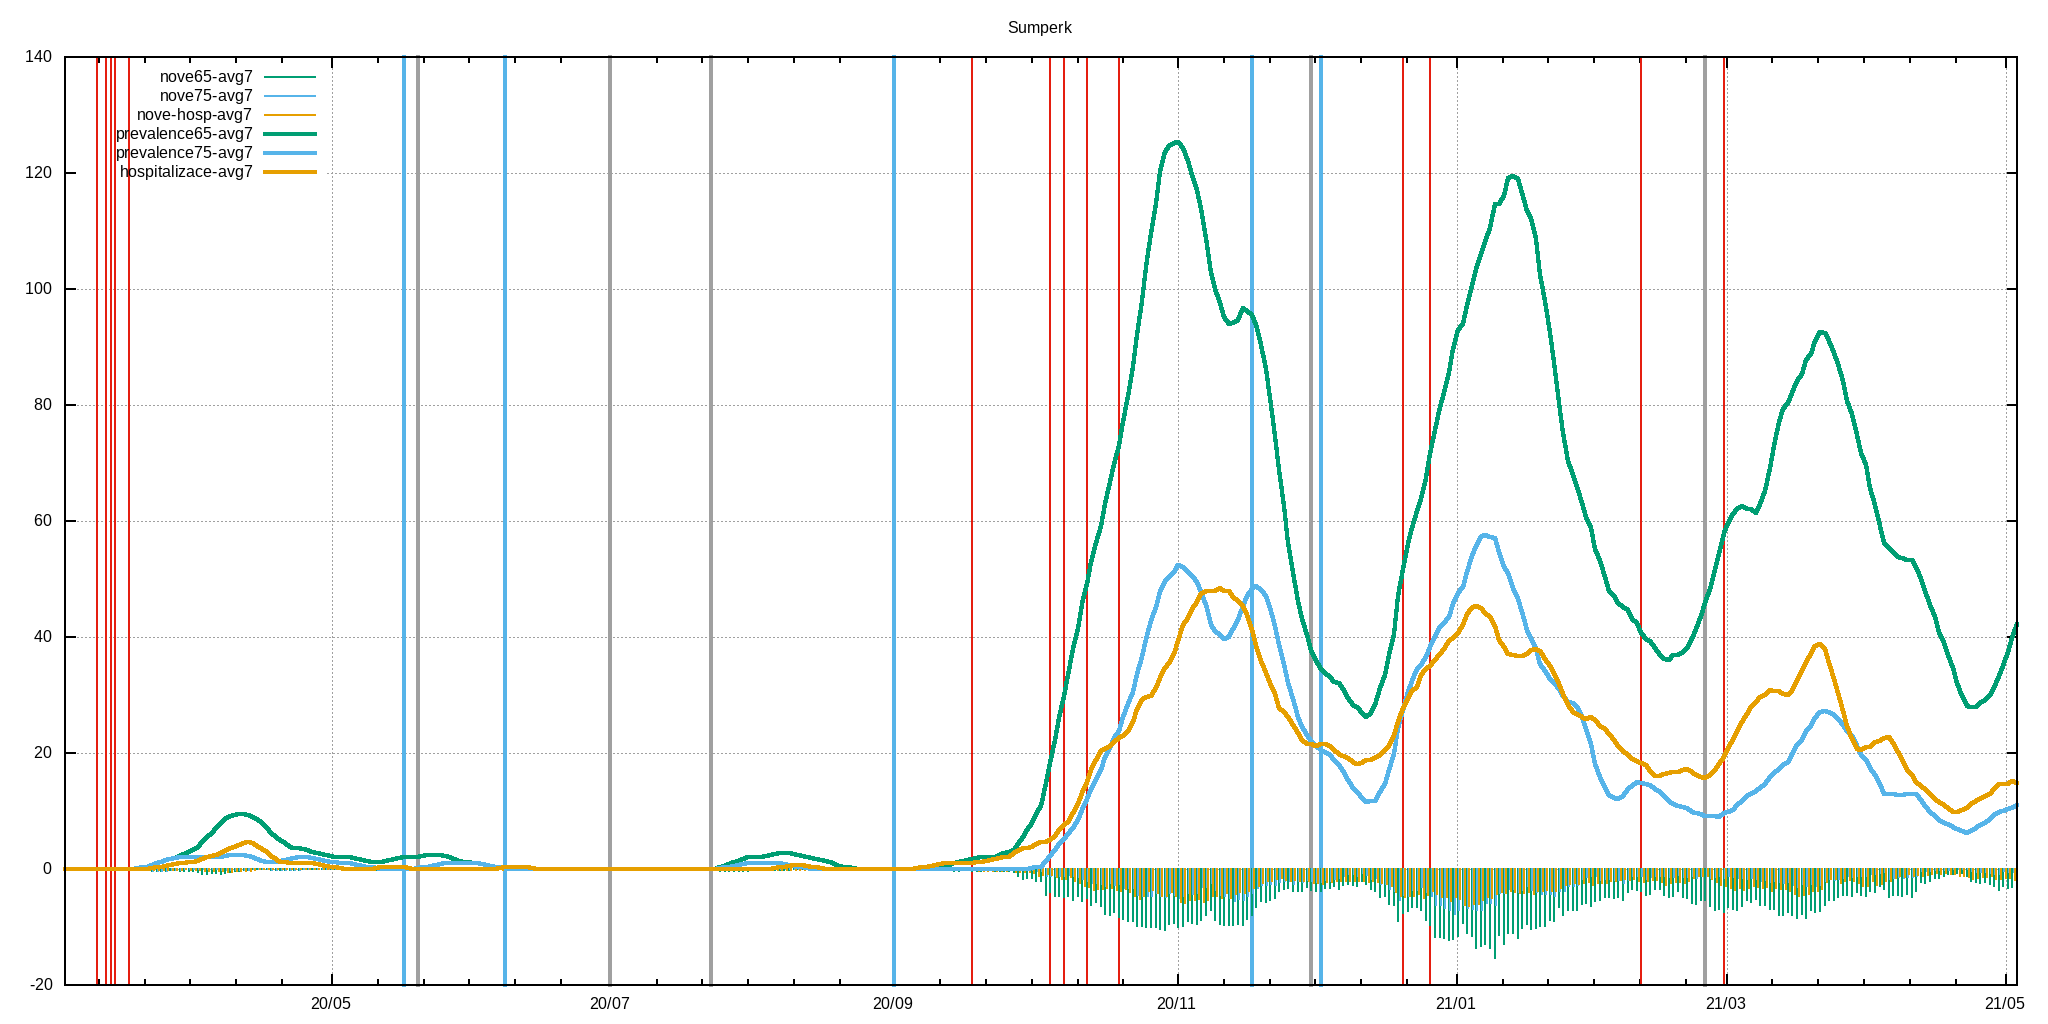 Sumperk
140
120
100
80
60
40
20
0
-20
nove65-avg7
nove75-avg7
nove-hosp-avg7
prevalence65-avg7
prevalence75-avg7
hospitalizace-avg7
20/05 20/07 20/09 20/11 21/01 21/03 21/05